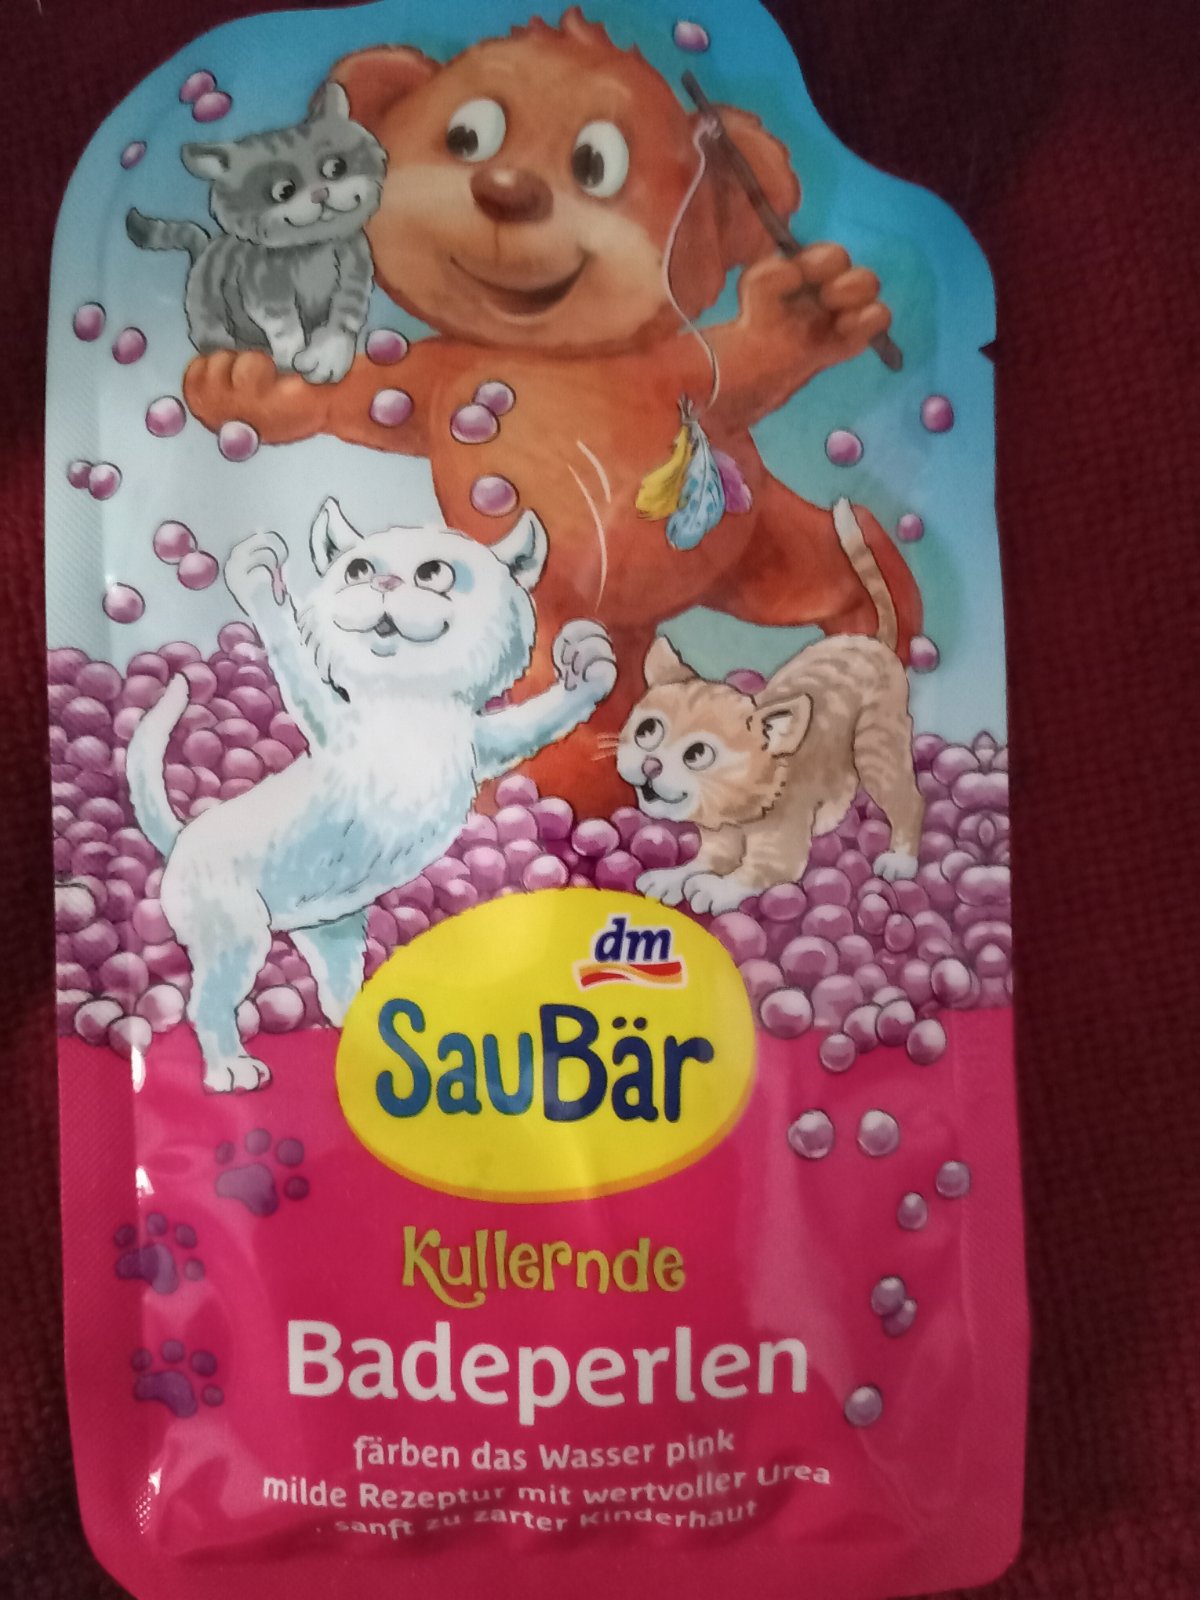 dm
SauBär
Kullernde
Badeperlen
färben das Wasser pink
milde Rezeptur mit wertvoller Urea
sanft zu zarter Kinderhaut